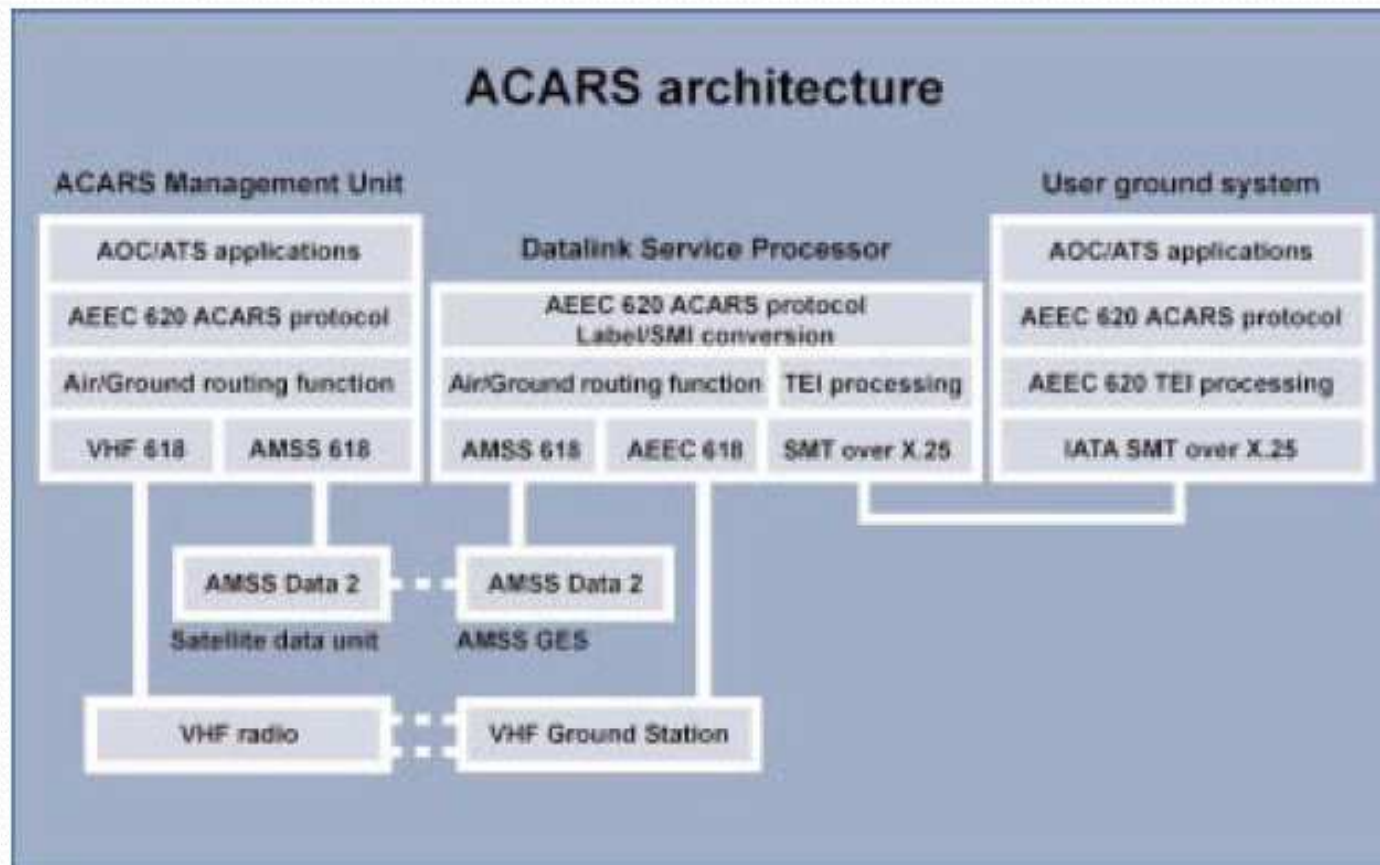 ACARS architecture
ACARS Management Unit
AOC/ATS applications
AEEC 620 ACARS protocol
Air/Ground routing function
VHF 618
AMSS 618
Datalink Service Processor
AEEC 620 ACARS protocol
Label/SMI conversion
Air/Ground routing function
TEI processing
AMSS 618
AEEC 618
SMT over X.25
User ground system
AOC/ATS applications
AEEC 620 ACARS protocol
AEEC 620 TEI processing
IATA SMT over X.25
AMSS Data 2
Satellite data unit
AMSS Data 2
AMSS GES
VHF radio
VHF Ground Station